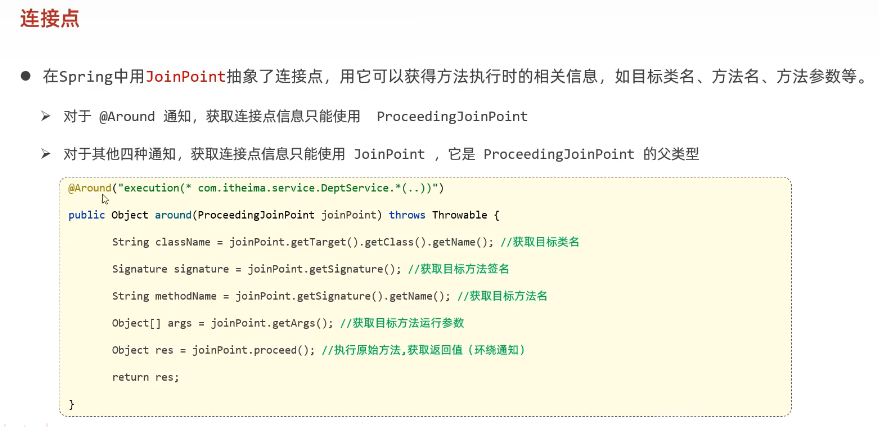 连接点
● 在Spring中用JoinPoint抽象了连接点，用它可以获得方法执行时的相关信息，如目标类名、方法名、方法参数等。
➢ 对于 @Around 通知，获取连接点信息只能使用 ProceedingJoinPoint
➢ 对于其他四种通知，获取连接点信息只能使用 JoinPoint ，它是 ProceedingJoinPoint 的父类型
@Around("execution(* com.itheima.service.DeptService.*(..))")
public Object around(ProceedingJoinPoint joinPoint) throws Throwable {
String className = joinPoint.getTarget().getClass().getName(); //获取目标类名
Signature signature = joinPoint.getSignature(); //获取目标方法签名
String methodName = joinPoint.getSignature().getName(); //获取目标方法名
Object[] args = joinPoint.getArgs(); //获取目标方法运行参数
Object res = joinPoint.proceed(); //执行原始方法,获取返回值（环绕通知）
return res;
}